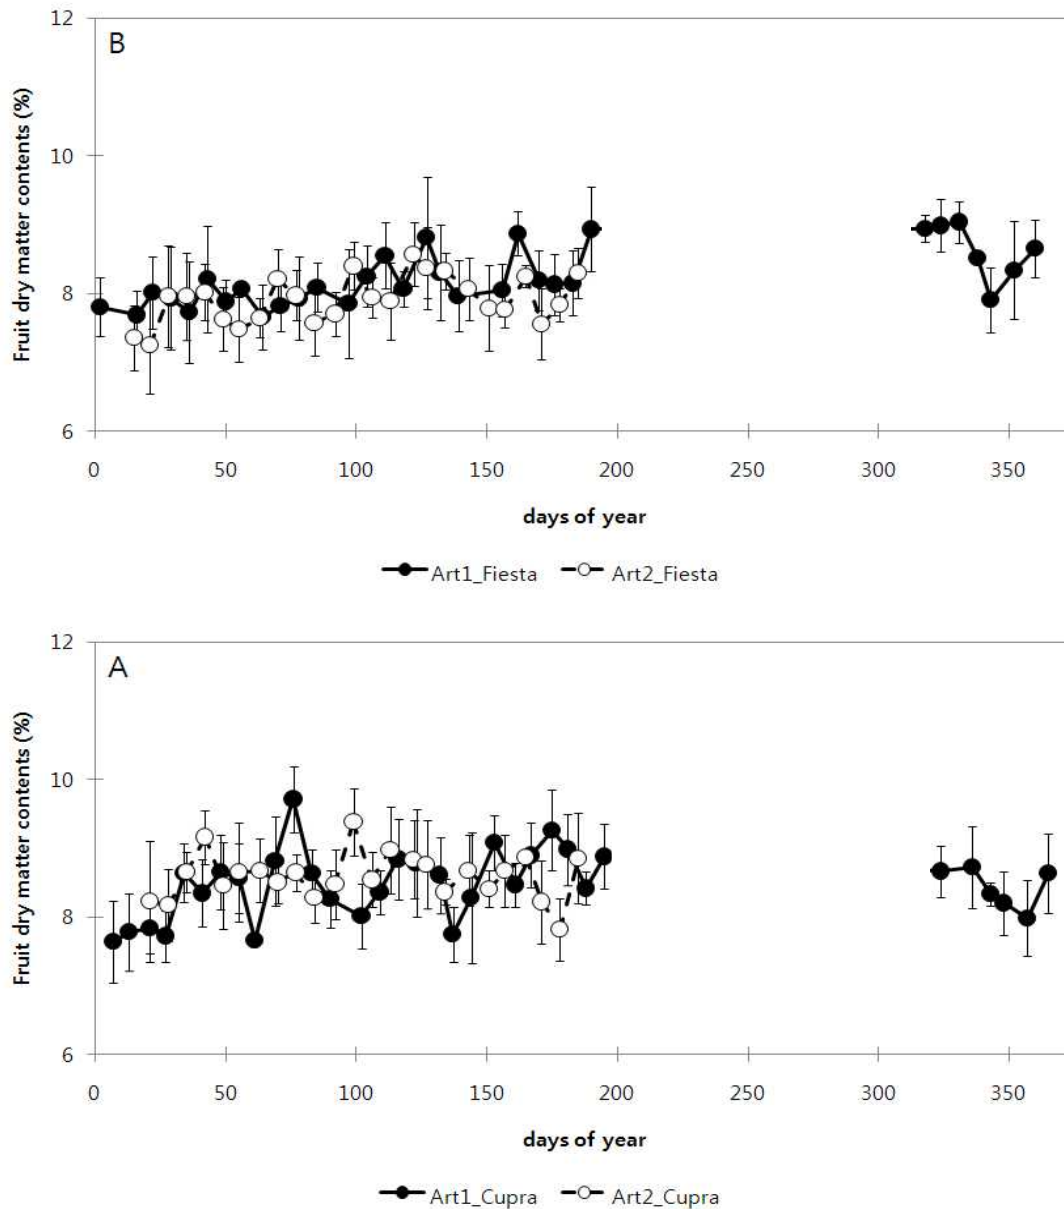 12
B
10
8
6
Fruit dry matter contents (%)
0 50 100 150 200 250 300 350
days of year
Art1_Fiesta Art2_Fiesta
12
A
10
8
6
Fruit dry matter contents (%)
0 50 100 150 200 250 300 350
days of year
Art1_Cupra Art2_Cupra